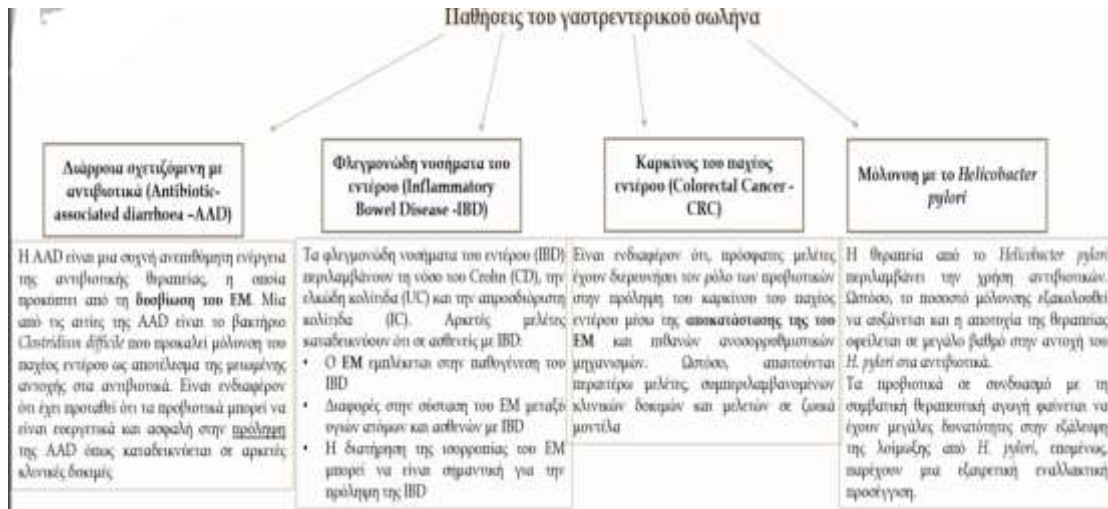 Παθήσεις του γαστρεντερικού σωλήνα
Διάρροια σχετιζόμενη με
αντιβιοτικά (Antibiotic-
associated diarrhoea –AAD)
Η AAD είναι μια συχνή ανεπιθύμητη ενέργεια
της αντιβιοτικής θεραπείας, η οποία
προκύπτει από τη δυσβίωση του ΕΜ. Μία
από τις αιτίες της AAD είναι το βακτήριο
Clostridium difficile που προκαλεί μόλυνση του
παχέος εντέρου ως αποτέλεσμα της μειωμένης
αντοχής στα αντιβιοτικά. Είναι ενδιαφέρον
ότι έχει προταθεί ότι τα προβιοτικά μπορεί να
είναι ευεργετικά και ασφαλή στην πρόληψη
της AAD όπως καταδεικνύεται σε αρκετές
κλινικές δοκιμές
Φλεγμονώδη νοσήματα του
εντέρου (Inflammatory
Bowel Disease -IBD)
Τα φλεγμονώδη νοσήματα του εντέρου (IBD)
περιλαμβάνουν τη νόσο του Crohn (CD), την
ελκώδη κολίτιδα (UC) και την απροσδιόριστη
κολίτιδα (IC). Αρκετές μελέτες
καταδεικνύουν ότι σε ασθενείς με IBD:
• Ο ΕΜ εμπλέκεται στην παθογένεση του
IBD
• Διαφορές στην σύσταση του ΕΜ μεταξύ
υγιών ατόμων και ασθενών με IBD
• Η διατήρηση της ισορροπίας του ΕΜ
μπορεί να είναι σημαντική για την
πρόληψη της IBD
Καρκίνος του παχέος
εντέρου (Colorectal Cancer -
CRC)
Είναι ενδιαφέρον ότι, πρόσφατες μελέτες
έχουν διερευνήσει τον ρόλο των προβιοτικών
στην πρόληψη του καρκίνου του παχέος
εντέρου μέσω της αποκατάστασης της του
ΕΜ και πιθανών ανοσορρυθμιστικών
μηχανισμών. Ωστόσο, απαιτούνται
περαιτέρω μελέτες, συμπεριλαμβανομένων
κλινικών δοκιμών και μελετών σε ζωικά
μοντέλα
Μόλυνση με το Helicobacter
pylori
Η θεραπεία από το Helicobacter pylori
περιλαμβάνει την χρήση αντιβιοτικών.
Ωστόσο, το ποσοστό μόλυνσης εξακολουθεί
να αυξάνεται και η αποτυχία της θεραπείας
οφείλεται σε μεγάλο βαθμό στην αντοχή του
H. pylori στα αντιβιοτικά.
Τα προβιοτικά σε συνδυασμό με τη
συμβατική θεραπευτική αγωγή φαίνεται να
έχουν μεγάλες δυνατότητες στην εξάλειψη
της λοίμωξης από H. pylori, επομένως,
παρέχουν μια εξαιρετική εναλλακτική
προσέγγιση.